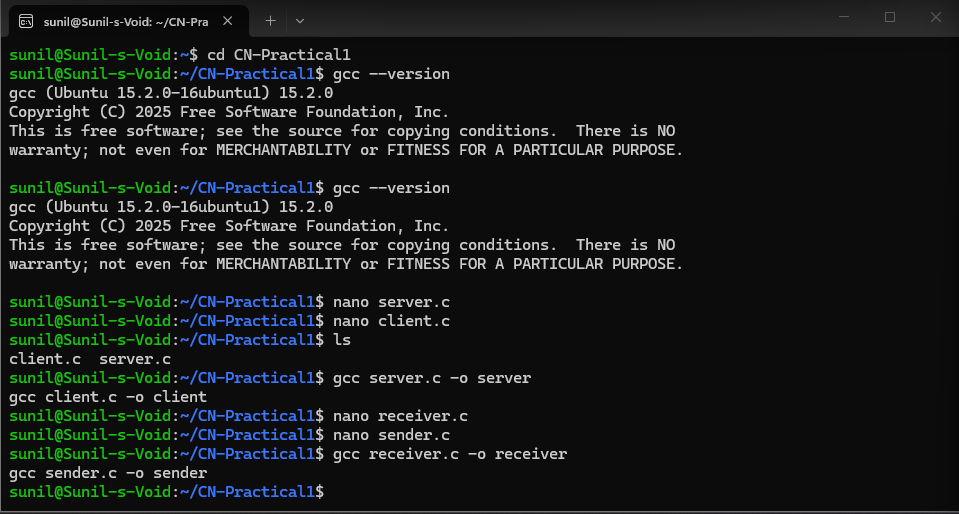 sunil@Sunil-s-Void: ~/CN-Pra
sunil@Sunil-s-Void:~$ cd CN-Practical1
sunil@Sunil-s-Void:~/CN-Practical1$ gcc --version
gcc (Ubuntu 15.2.0-16ubuntu1) 15.2.0
Copyright (C) 2025 Free Software Foundation, Inc.
This is free software; see the source for copying conditions.  There is NO
warranty; not even for MERCHANTABILITY or FITNESS FOR A PARTICULAR PURPOSE.
sunil@Sunil-s-Void:~/CN-Practical1$ gcc --version
gcc (Ubuntu 15.2.0-16ubuntu1) 15.2.0
Copyright (C) 2025 Free Software Foundation, Inc.
This is free software; see the source for copying conditions.  There is NO
warranty; not even for MERCHANTABILITY or FITNESS FOR A PARTICULAR PURPOSE.
sunil@Sunil-s-Void:~/CN-Practical1$ nano server.c
sunil@Sunil-s-Void:~/CN-Practical1$ nano client.c
sunil@Sunil-s-Void:~/CN-Practical1$ ls
client.c  server.c
sunil@Sunil-s-Void:~/CN-Practical1$ gcc server.c -o server
gcc client.c -o client
sunil@Sunil-s-Void:~/CN-Practical1$ nano receiver.c
sunil@Sunil-s-Void:~/CN-Practical1$ nano sender.c
sunil@Sunil-s-Void:~/CN-Practical1$ gcc receiver.c -o receiver
gcc sender.c -o sender
sunil@Sunil-s-Void:~/CN-Practical1$